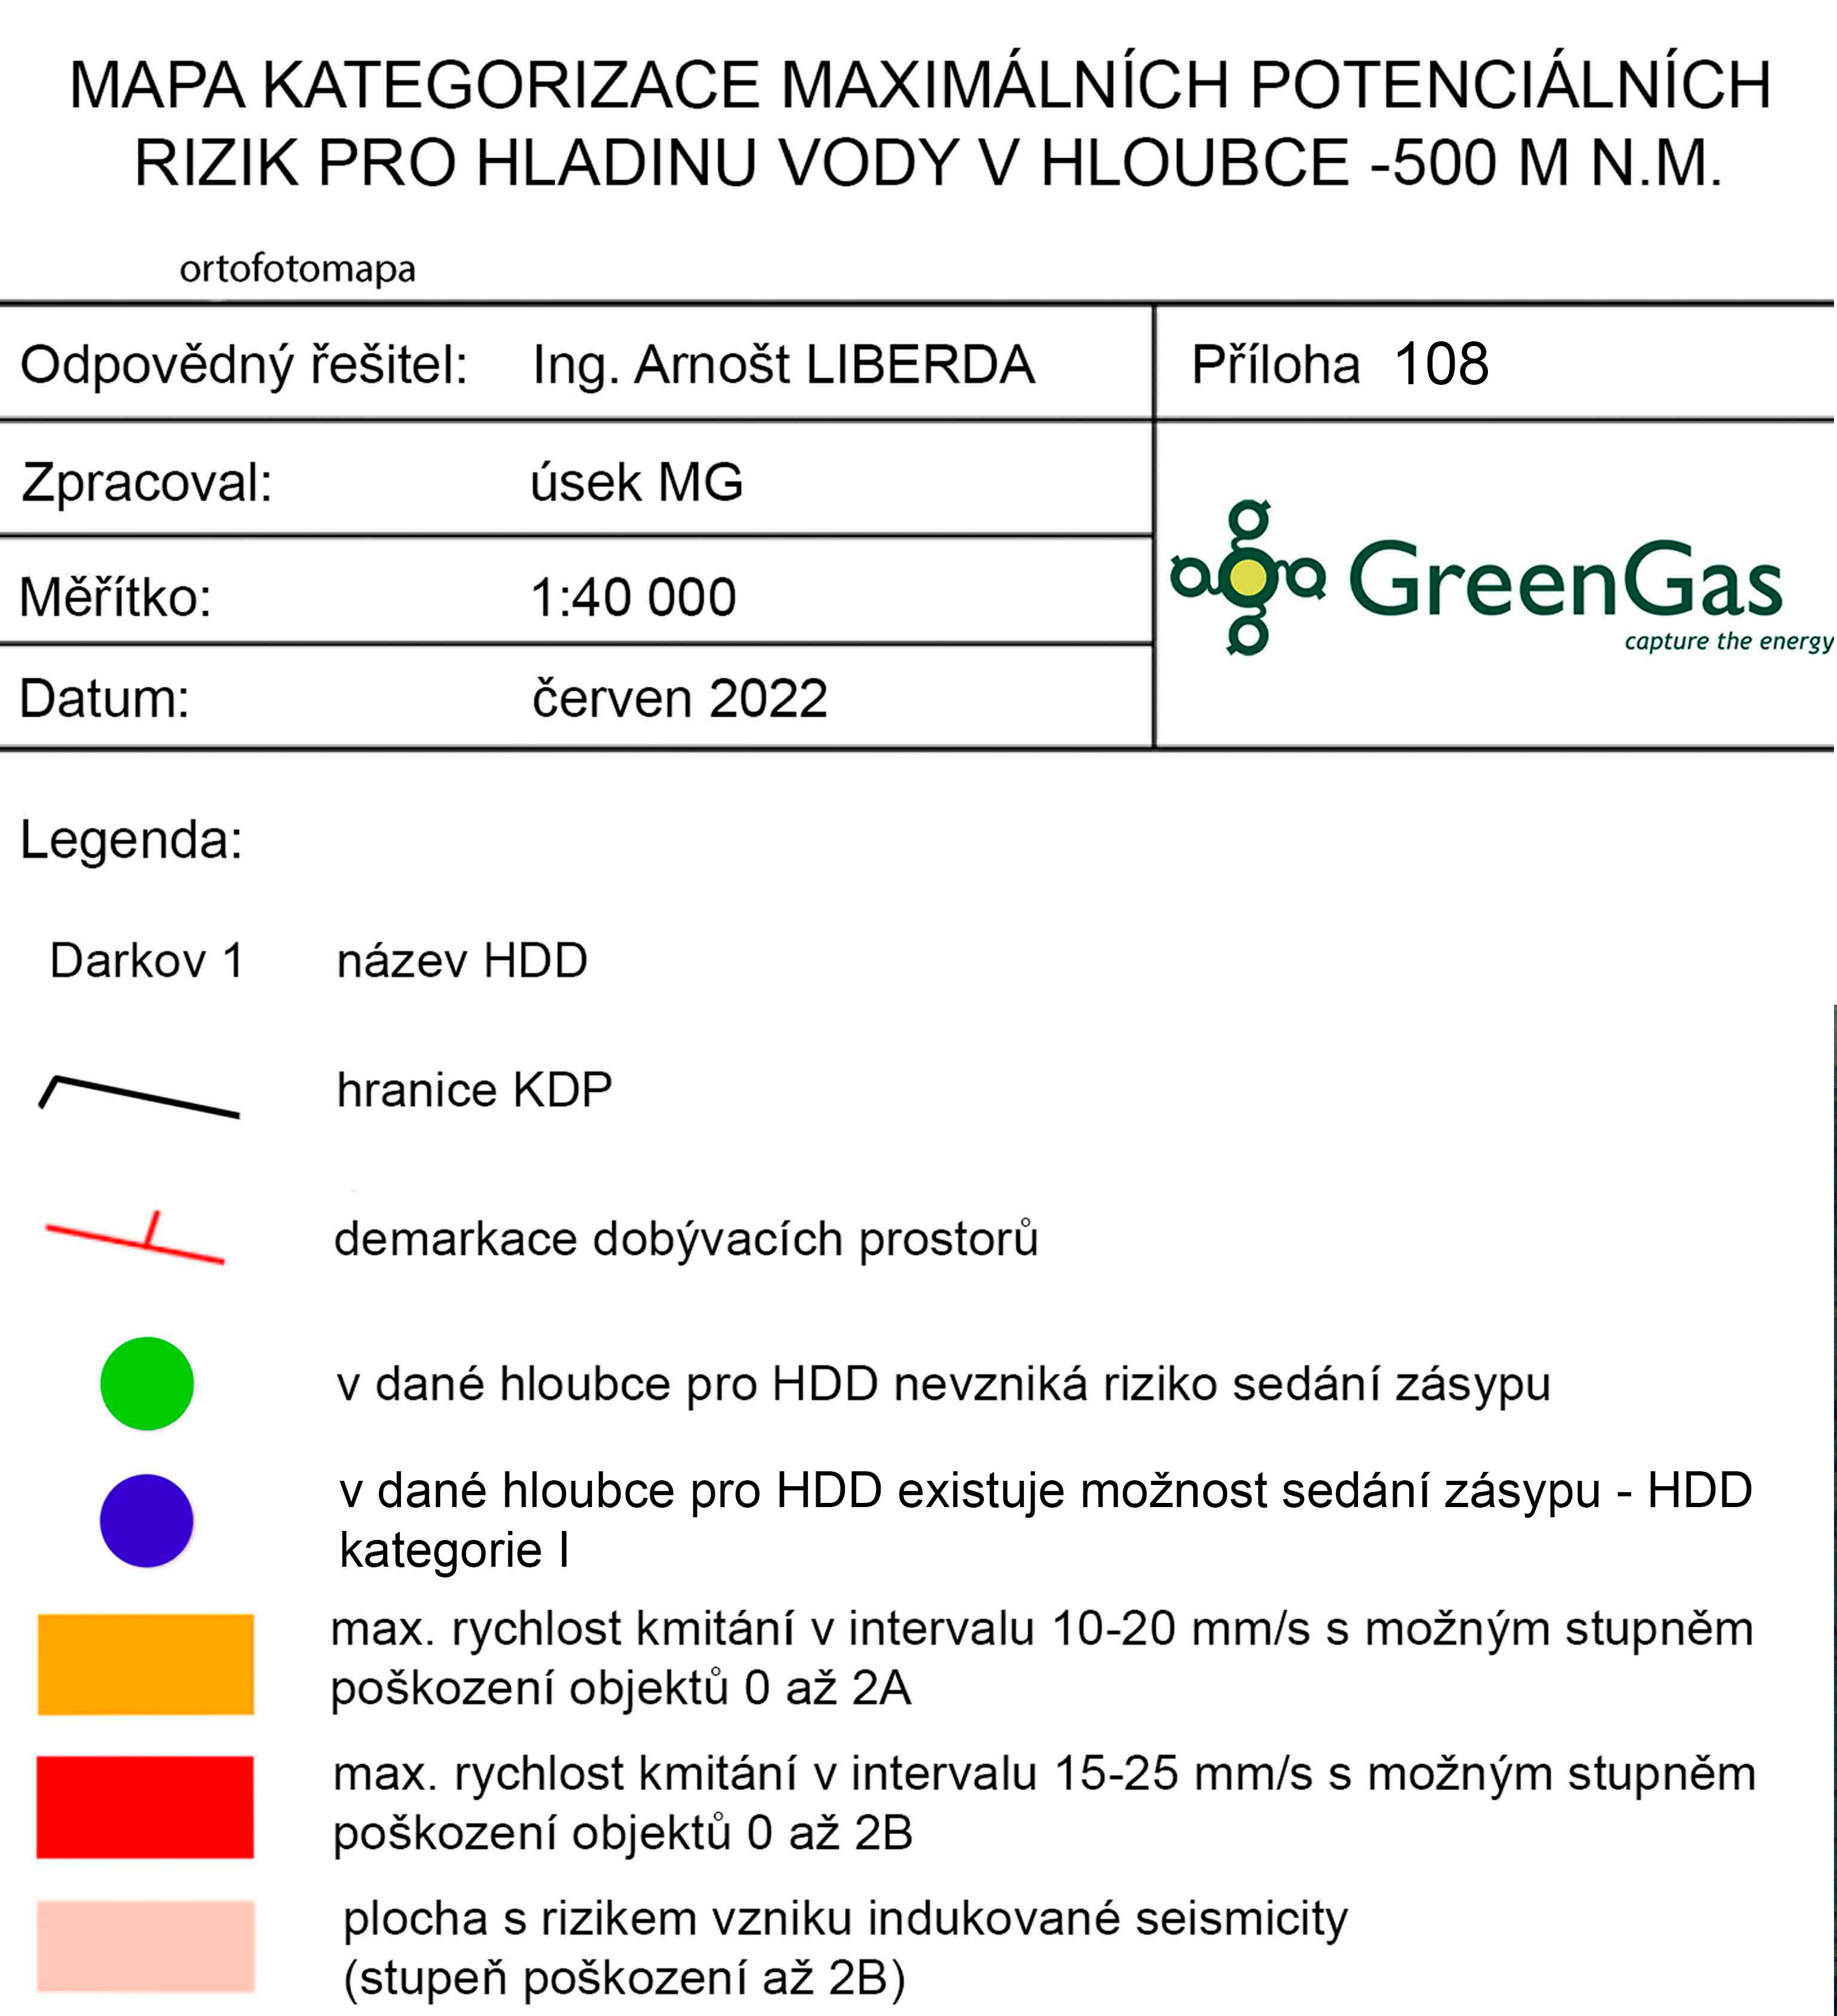 MAPA KATEGORIZACE MAXIMÁLNÍCH POTENCIÁLNÍCH
RIZIK PRO HLADINU VODY V HLOUBCE -500 M N.M.
ortofotomapa
Odpovědný řešitel: Ing. Arnošt LIBERDA Příloha 108
Zpracoval: úsek MG
GreenGas
capture the energy
Měřítko: 1:40 000
Datum: červen 2022
Legenda:
Darkov 1 název HDD
hranice KDP
demarkace dobývacích prostorů
v dané hloubce pro HDD nevzniká riziko sedání zásypu
v dané hloubce pro HDD existuje možnost sedání zásypu - HDD
kategorie I
max. rychlost kmitání v intervalu 10-20 mm/s s možným stupněm
poškození objektů 0 až 2A
max. rychlost kmitání v intervalu 15-25 mm/s s možným stupněm
poškození objektů 0 až 2B
plocha s rizikem vzniku indukované seismicity
(stupeň poškození až 2B)